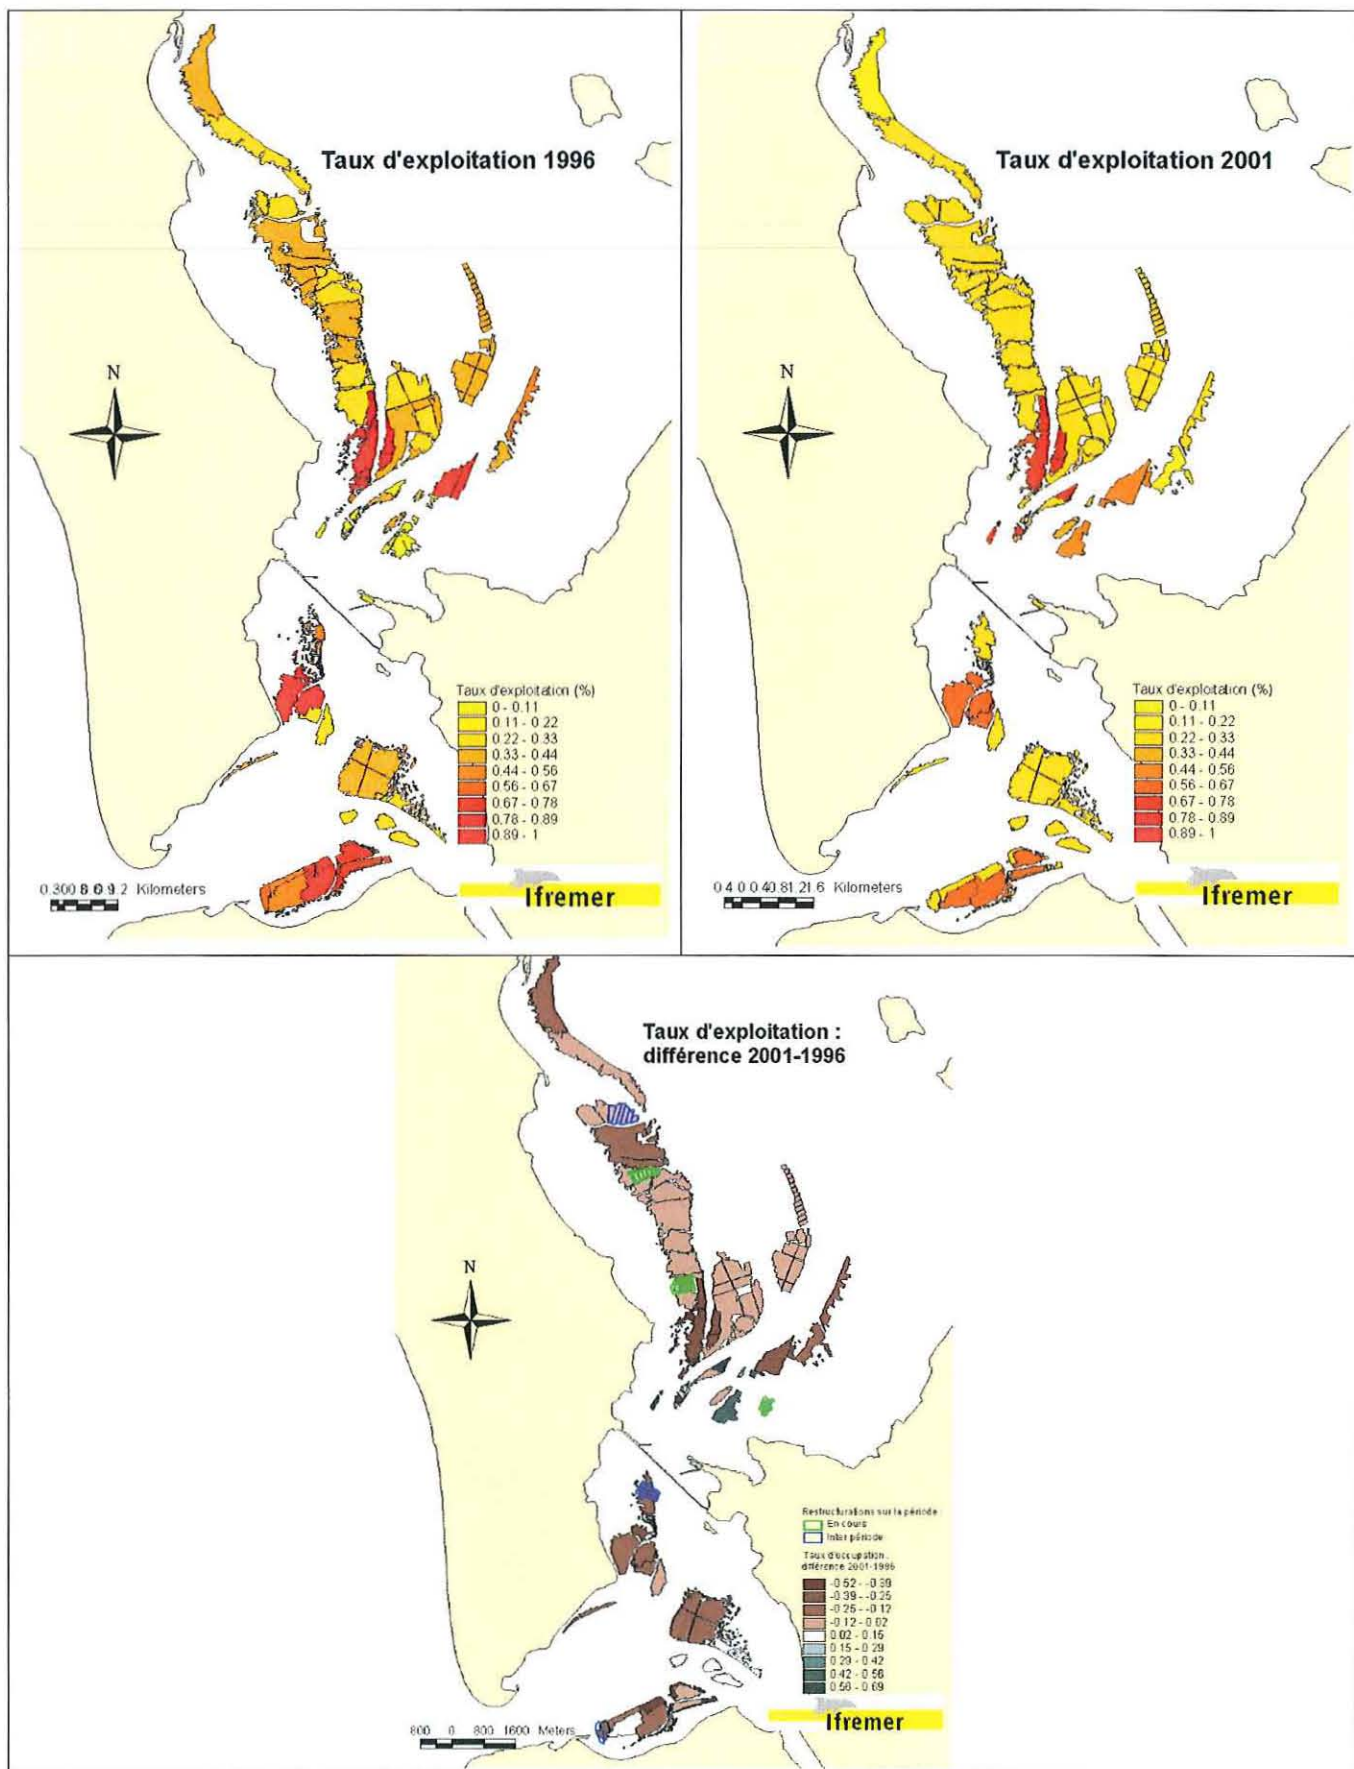 Taux d'exploitation 1996
N
Taux d'exploitation (%)
0 - 0.11
0.11 - 0.22
0.22 - 0.33
0.33 - 0.44
0.44 - 0.56
0.56 - 0.67
0.67 - 0.78
0.78 - 0.89
0.89 - 1
Kilometers
Ifremer
Taux d'exploitation 2001
N
Taux d'exploitation (%)
0 - 0.11
0.11 - 0.22
0.22 - 0.33
0.33 - 0.44
0.44 - 0.56
0.56 - 0.67
0.67 - 0.78
0.78 - 0.89
0.89 - 1
Kilometers
Ifremer
Taux d'exploitation :
différence 2001-1996
N
Restructurations sur la période
En cours
Inter période
Taux d'occupation :
différence 2001-1996
-0.52 - -0.39
-0.39 - -0.25
-0.25 - -0.12
-0.12 - 0.02
0.02 - 0.15
0.15 - 0.29
0.29 - 0.42
0.42 - 0.56
0.56 - 0.69
800 0 800 1600 Meters
Ifremer